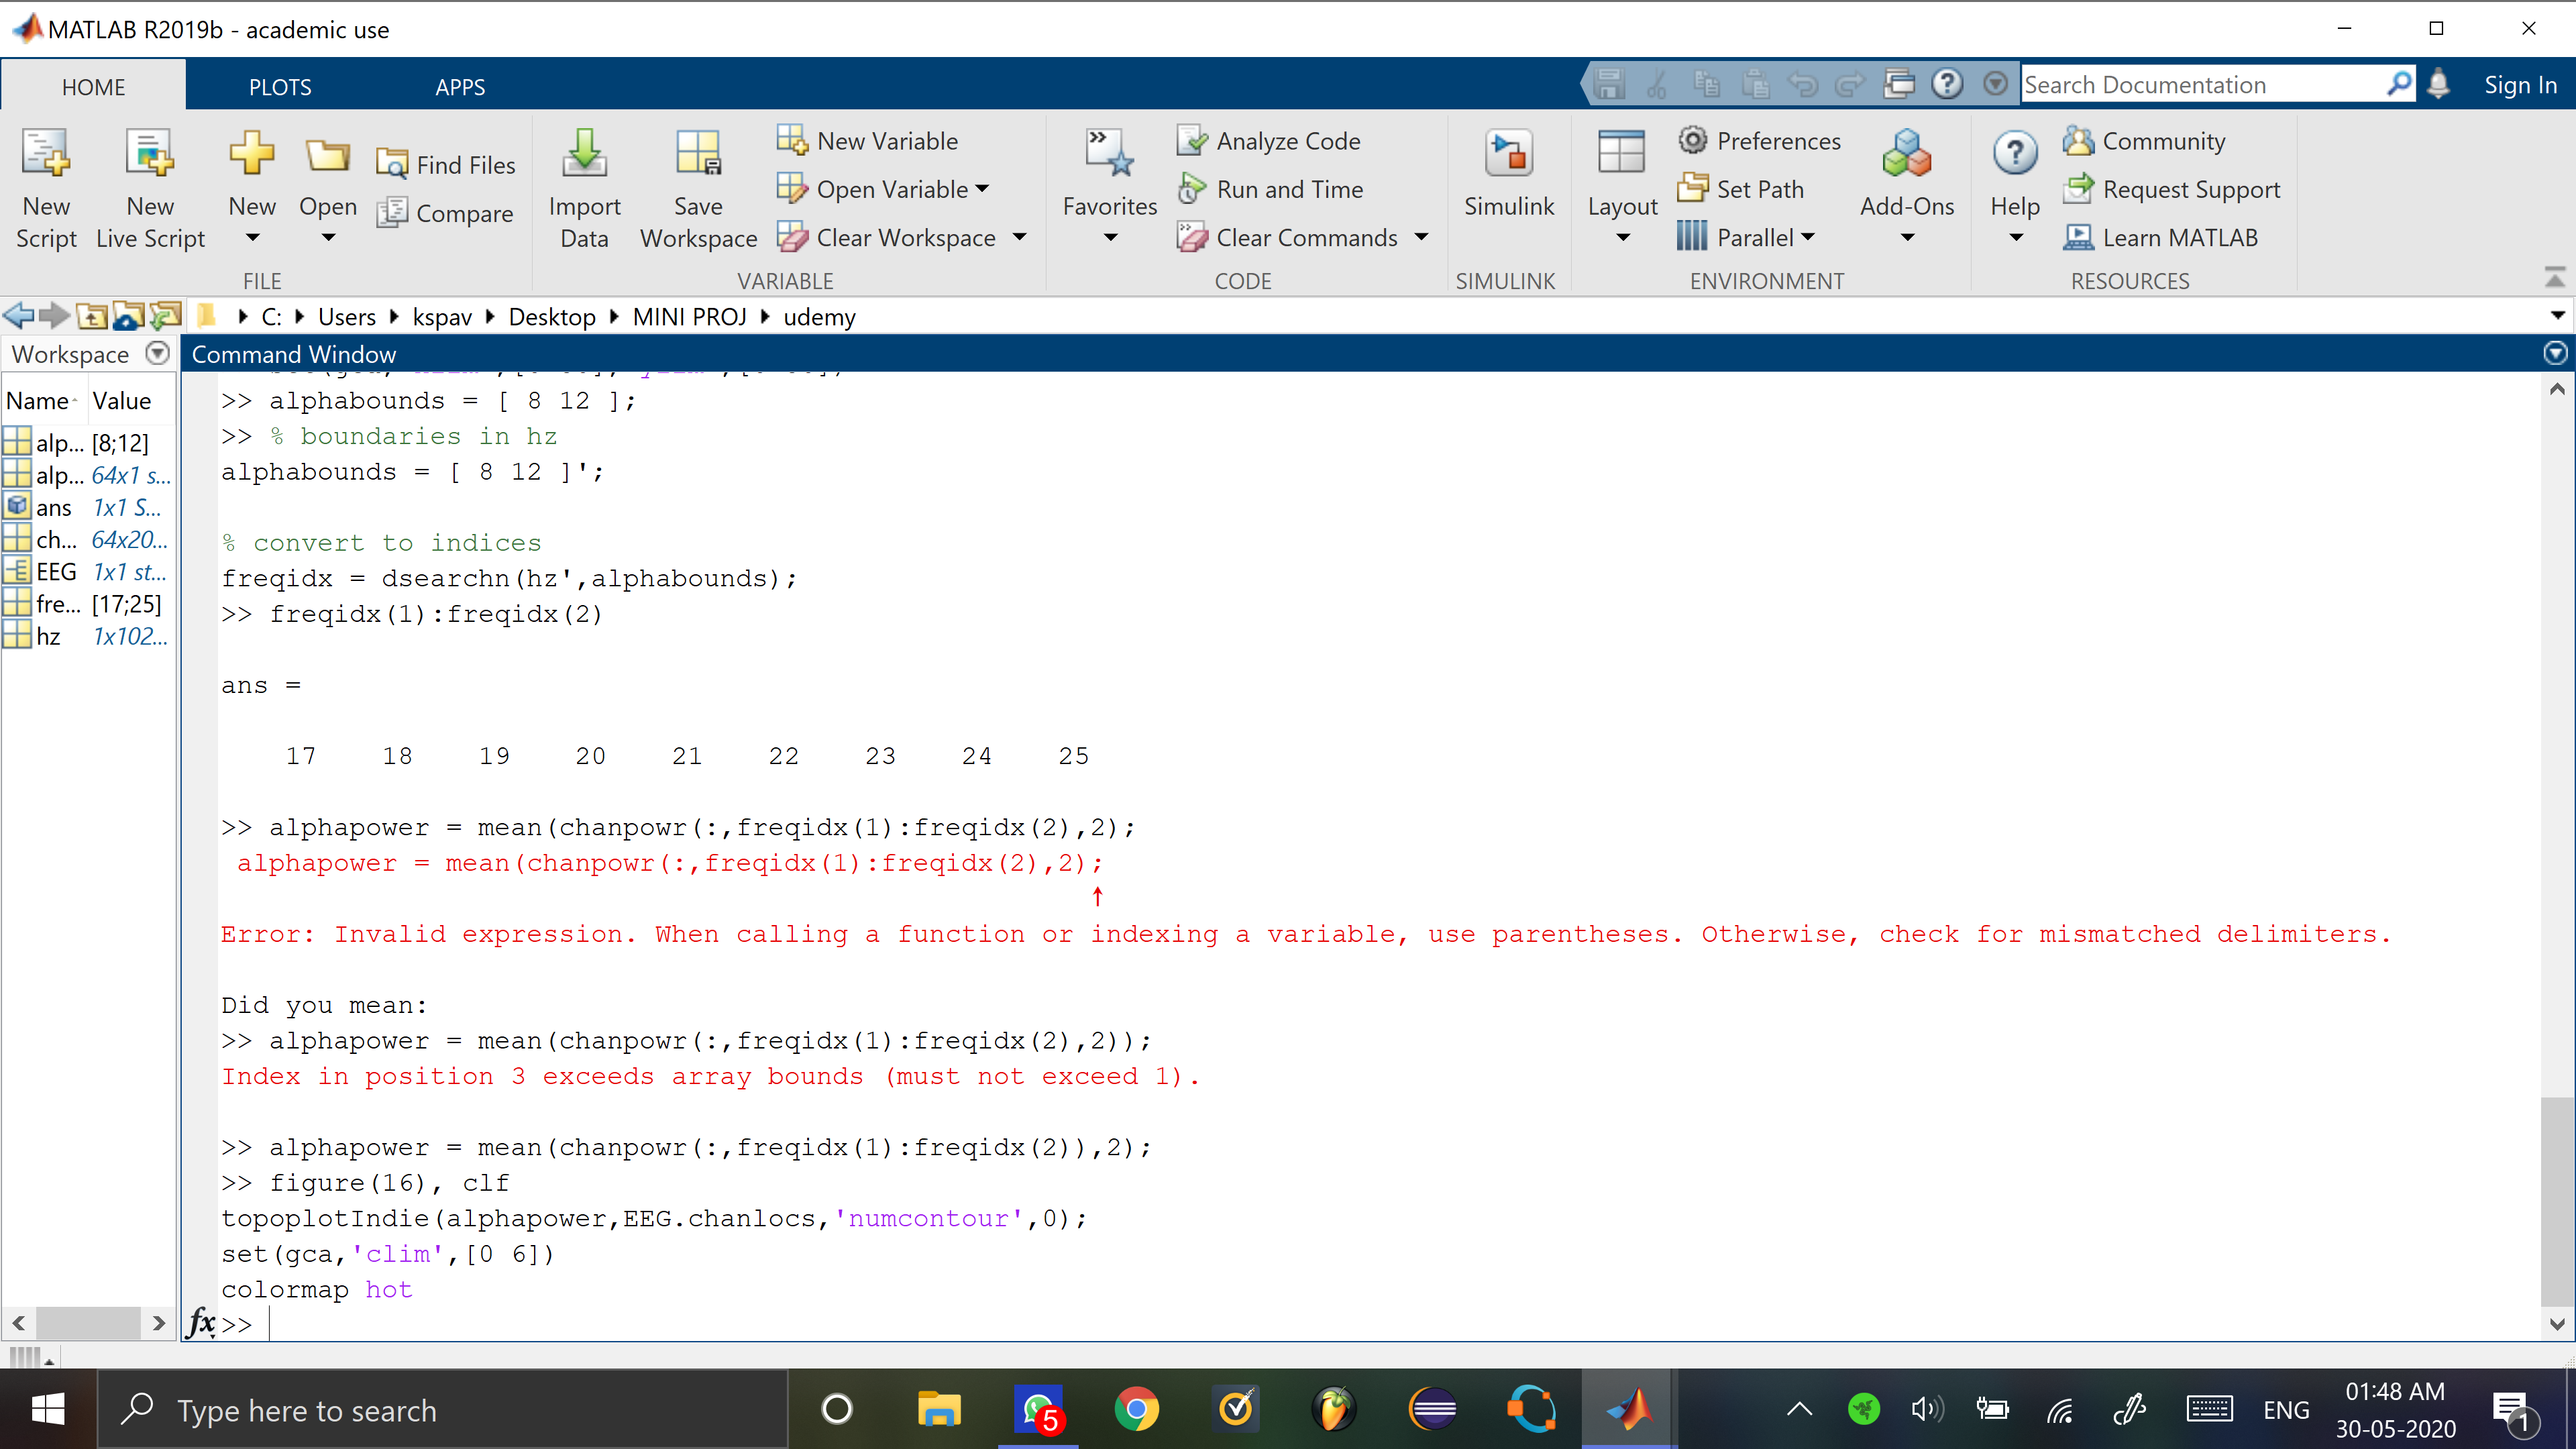 MATLAB R2019b - academic use
HOME
PLOTS
APPS
Search Documentation
Sign In
New Script
New Live Script
New
Open
Find Files
Compare
FILE
Import Data
Save Workspace
New Variable
Open Variable
Clear Workspace
VARIABLE
Favorites
Analyze Code
Run and Time
Clear Commands
CODE
Simulink
SIMULINK
Layout
Preferences
Set Path
Parallel
Add-Ons
ENVIRONMENT
Help
Community
Request Support
Learn MATLAB
RESOURCES
C: Users kspav Desktop MINI PROJ udemy
Workspace
Name Value
alp... [8;12]
alp... 64x1 s...
ans 1x1 S...
ch... 64x20...
EEG 1x1 st...
fre... [17;25]
hz 1x102...
Command Window
>> alphabounds = [ 8 12 ];
>> % boundaries in hz
alphabounds = [ 8 12 ]';
% convert to indices
freqidx = dsearchn(hz',alphabounds);
>> freqidx(1):freqidx(2)
ans =
17 18 19 20 21 22 23 24 25
>> alphapower = mean(chanpowr(:,freqidx(1):freqidx(2),2);
alphapower = mean(chanpowr(:,freqidx(1):freqidx(2),2);
↑
Error: Invalid expression. When calling a function or indexing a variable, use parentheses. Otherwise, check for mismatched delimiters.
Did you mean:
>> alphapower = mean(chanpowr(:,freqidx(1):freqidx(2),2));
Index in position 3 exceeds array bounds (must not exceed 1).
>> alphapower = mean(chanpowr(:,freqidx(1):freqidx(2)),2);
>> figure(16), clf
topoplotIndie(alphapower,EEG.chanlocs,'numcontour',0);
set(gca,'clim',[0 6])
colormap hot
fx >>
Type here to search
5
ENG
01:48 AM
30-05-2020
1